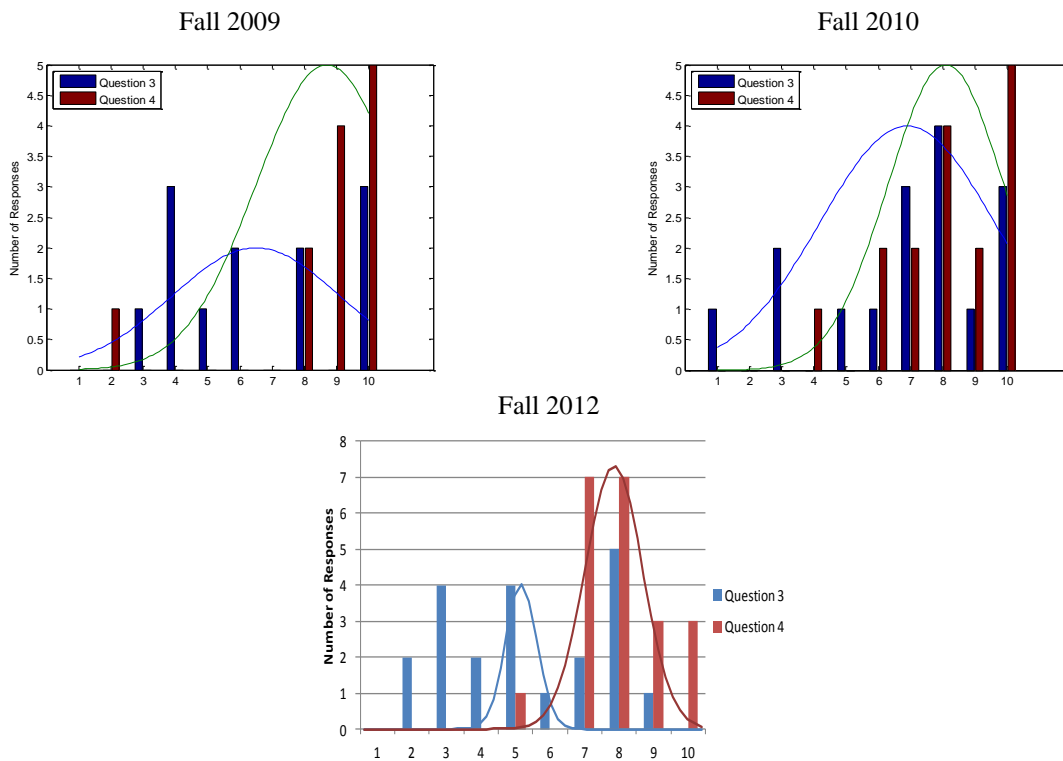 Fall 2009
Fall 2010
5
4.5
4
3.5
3
2.5
2
1.5
1
0.5
0
Number of Responses
Question 3
Question 4
1 2 3 4 5 6 7 8 9 10
5
4.5
4
3.5
3
2.5
2
1.5
1
0.5
0
Number of Responses
Question 3
Question 4
1 2 3 4 5 6 7 8 9 10
Fall 2012
8
7
6
5
4
3
2
1
0
Number of Responses
Question 3
Question 4
1 2 3 4 5 6 7 8 9 10